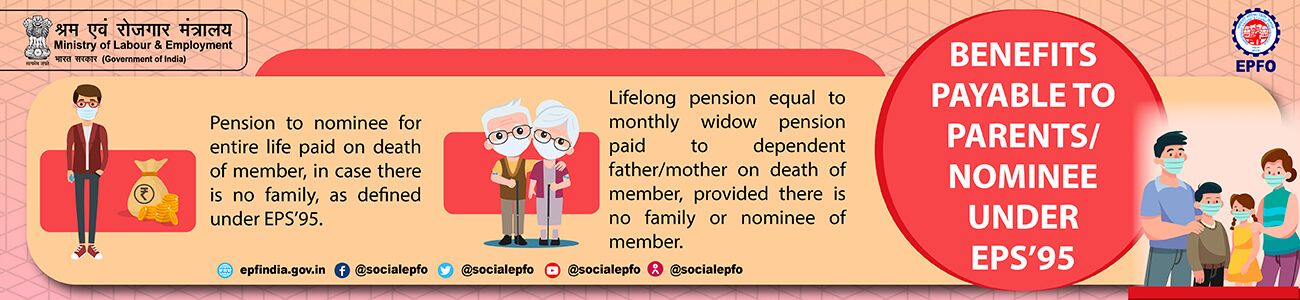 श्रम एवं रोजगार मंत्रालय
Ministry of Labour & Employment
भारत सरकार (Government of India)
सत्यमेव जयते
Pension to nominee for
entire life paid on death
of member, in case there
is no family, as defined
under EPS'95.
Lifelong pension equal to
monthly widow pension
paid to dependent
father/mother on death of
member, provided there is
no family or nominee of
member.
BENEFITS
PAYABLE TO
PARENTS/
NOMINEE
UNDER
EPS'95
EPFO
epfindia.gov.in @socialepfo @socialepfo @socialepfo @socialepfo